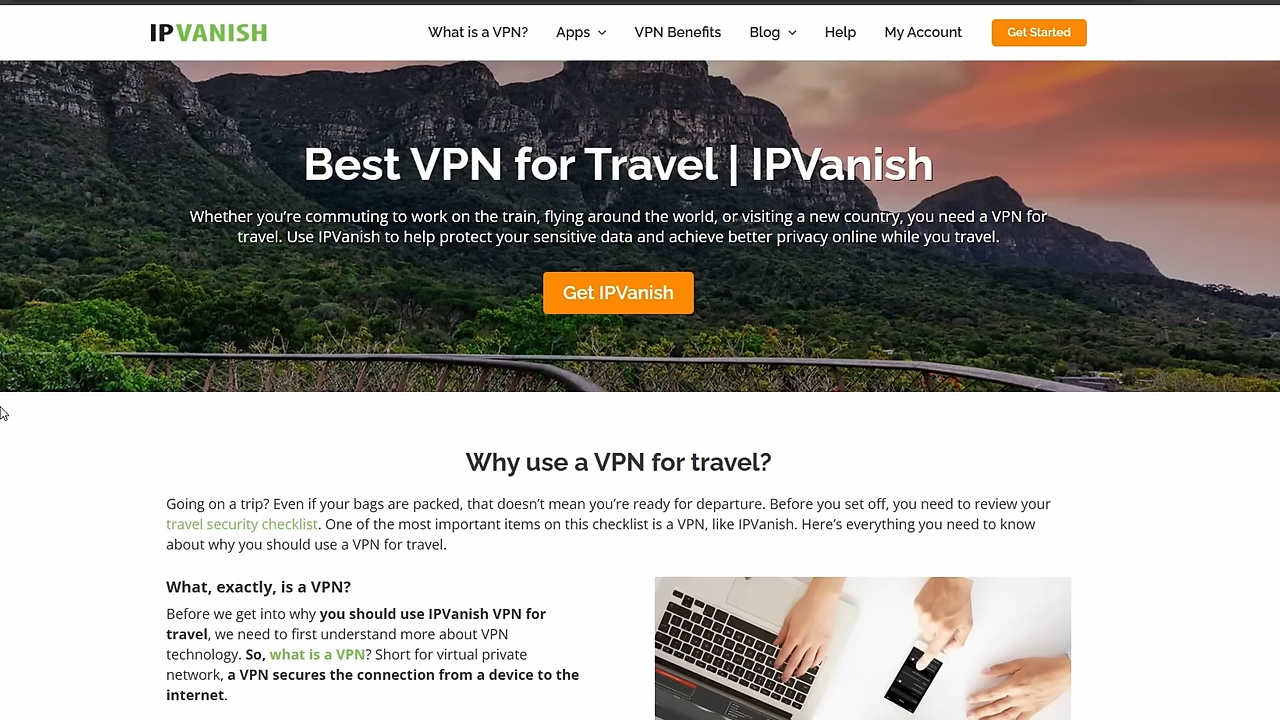 IPVANISH
What is a VPN?
Apps
VPN Benefits
Blog
Help
My Account
Get Started
Best VPN for Travel | IPVanish
Whether you’re commuting to work on the train, flying around the world, or visiting a new country, you need a VPN for
travel. Use IPVanish to help protect your sensitive data and achieve better privacy online while you travel.
Get IPVanish
Why use a VPN for travel?
Going on a trip? Even if your bags are packed, that doesn’t mean you’re ready for departure. Before you set off, you need to review your
travel security checklist. One of the most important items on this checklist is a VPN, like IPVanish. Here’s everything you need to know
about why you should use a VPN for travel.
What, exactly, is a VPN?
Before we get into why you should use IPVanish VPN for
travel, we need to first understand more about VPN
technology. So, what is a VPN? Short for virtual private
network, a VPN secures the connection from a device to the
internet.